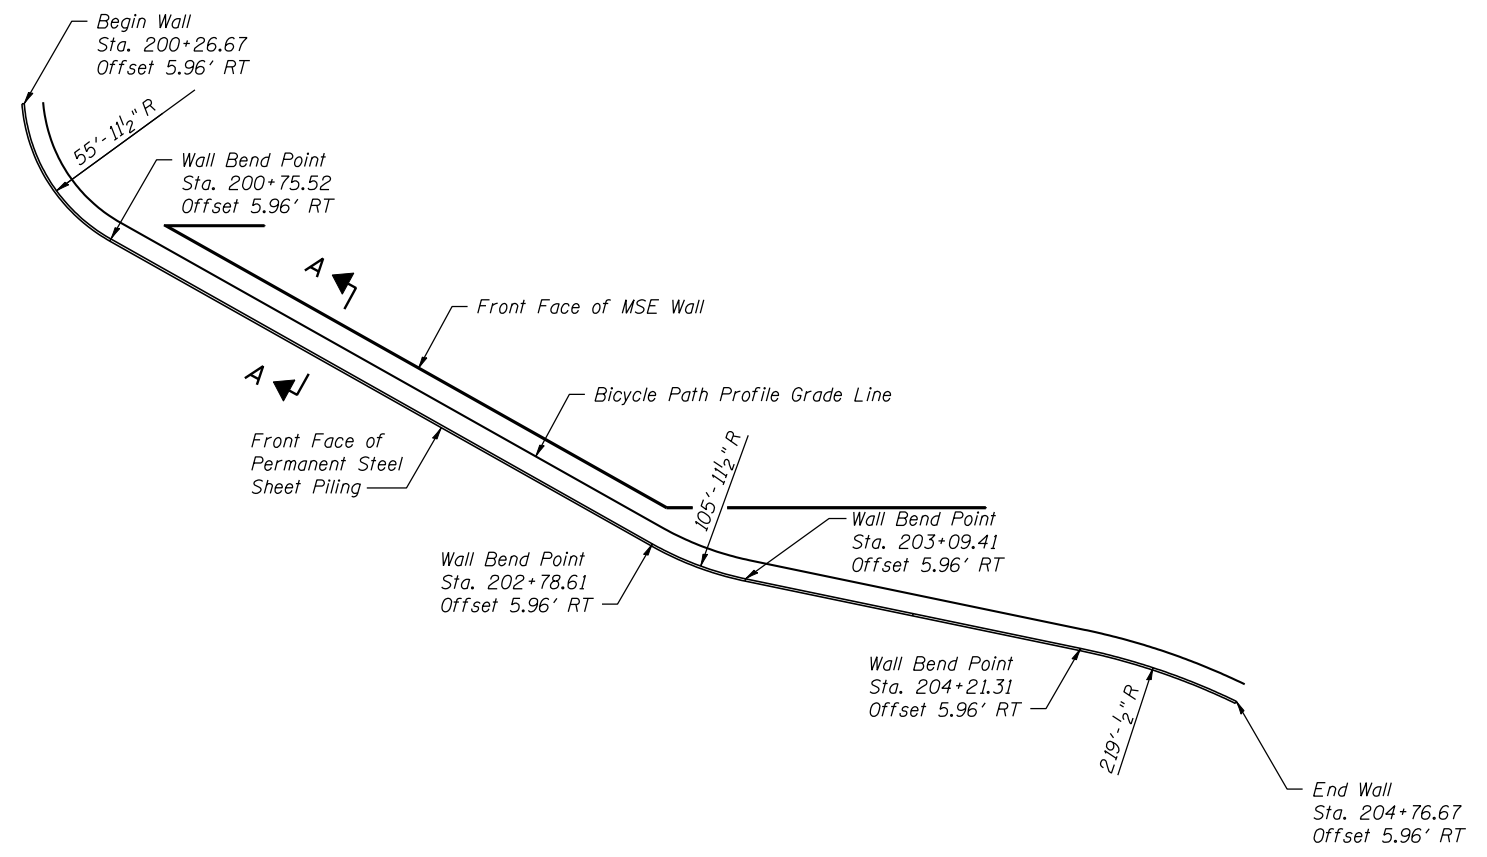 Begin Wall
Sta. 200+26.67
Offset 5.96' RT
55'-11½" R
Wall Bend Point
Sta. 200+75.52
Offset 5.96' RT
A
Front Face of MSE Wall
A
Bicycle Path Profile Grade Line
Front Face of
Permanent Steel
Sheet Piling
105'-11½" R
Wall Bend Point
Sta. 203+09.41
Offset 5.96' RT
Wall Bend Point
Sta. 202+78.61
Offset 5.96' RT
Wall Bend Point
Sta. 204+21.31
Offset 5.96' RT
219'-½" R
End Wall
Sta. 204+76.67
Offset 5.96' RT